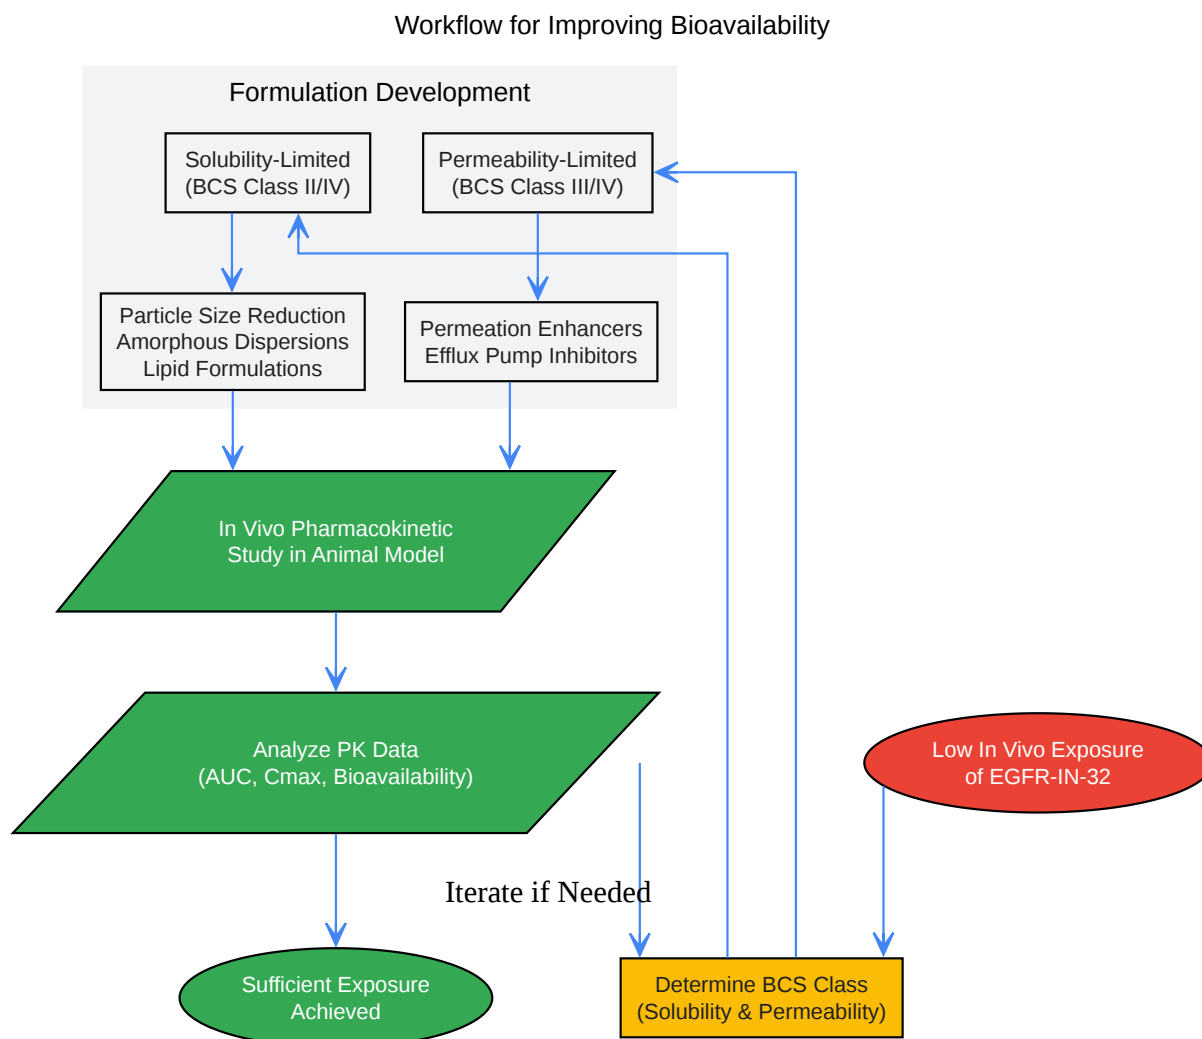 Workflow for Improving Bioavailability
Formulation Development
Solubility-Limited
(BCS Class II/IV)
Permeability-Limited
(BCS Class III/IV)
Particle Size Reduction
Amorphous Dispersions
Lipid Formulations
Permeation Enhancers
Efflux Pump Inhibitors
In Vivo Pharmacokinetic
Study in Animal Model
Analyze PK Data
(AUC, Cmax, Bioavailability)
Low In Vivo Exposure
of EGFR-IN-32
Iterate if Needed
Sufficient Exposure
Achieved
Determine BCS Class
(Solubility & Permeability)